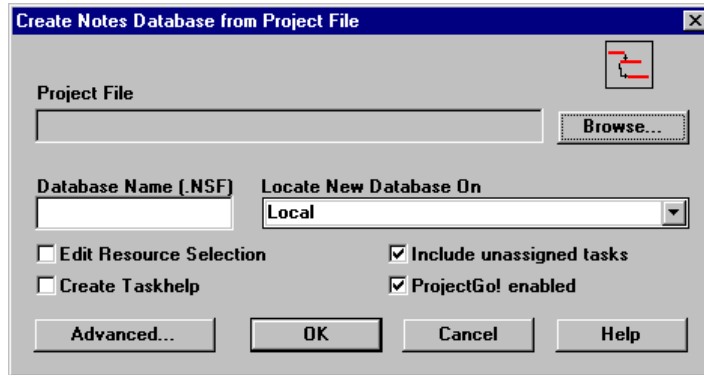 Create Notes Database from Project File
Project File
Browse...
Database Name (.NSF) Locate New Database On
Local
Edit Resource Selection Include unassigned tasks
Create Taskhelp ProjectGo! enabled
Advanced... OK Cancel Help